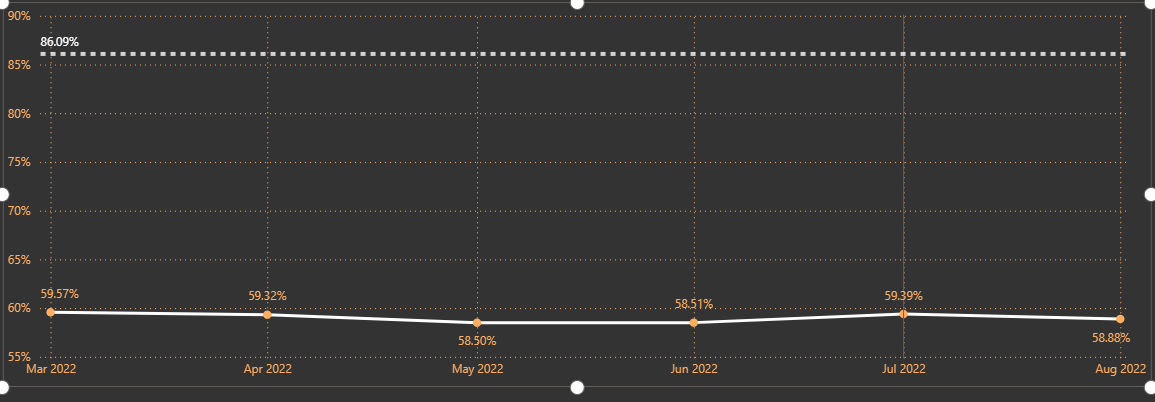 90%
86.09%
85%
80%
75%
70%
65%
60%
55%
59.57%
59.32%
58.50%
58.51%
59.39%
58.88%
Mar 2022
Apr 2022
May 2022
Jun 2022
Jul 2022
Aug 2022